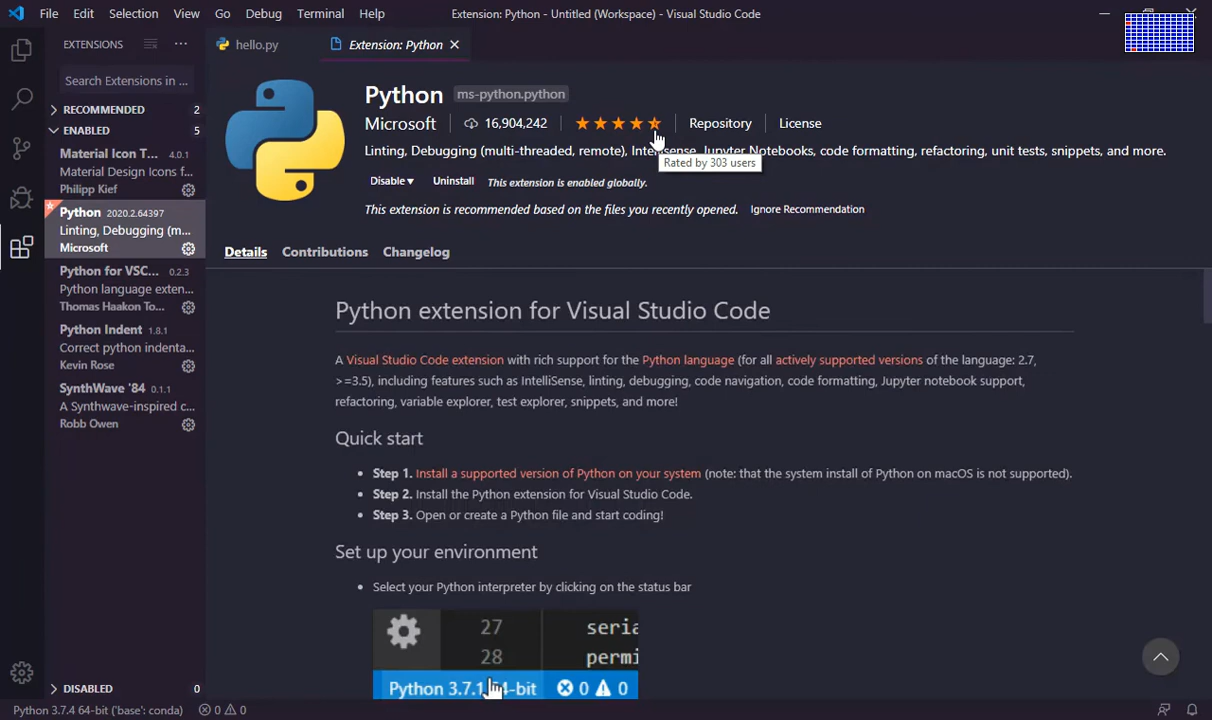 File Edit Selection View Go Debug Terminal Help
Extension: Python - Untitled (Workspace) - Visual Studio Code
EXTENSIONS
Search Extensions in ...
RECOMMENDED 2
ENABLED 5
Material Icon T... 4.0.1
Material Design Icons f...
Philipp Kief
Python 2020.2.64397
Linting, Debugging (m...
Microsoft
Python for VSC... 0.2.3
Python language exten...
Thomas Haakon To...
Python Indent 1.8.1
Correct python indenta...
Kevin Rose
SynthWave '84 0.1.1
A Synthwave-inspired c...
Robb Owen
DISABLED 0
hello.py
Extension: Python
Python ms-python.python
Microsoft 16,904,242 Repository License
Linting, Debugging (multi-threaded, remote), Intellisense, Jupyter Notebooks, code formatting, refactoring, unit tests, snippets, and more.
Rated by 303 users
Disable Uninstall This extension is enabled globally.
This extension is recommended based on the files you recently opened. Ignore Recommendation
Details Contributions Changelog
Python extension for Visual Studio Code
A Visual Studio Code extension with rich support for the Python language (for all actively supported versions of the language: 2.7,
>=3.5), including features such as IntelliSense, linting, debugging, code navigation, code formatting, Jupyter notebook support,
refactoring, variable explorer, test explorer, snippets, and more!
Quick start
• Step 1. Install a supported version of Python on your system (note: that the system install of Python on macOS is not supported).
• Step 2. Install the Python extension for Visual Studio Code.
• Step 3. Open or create a Python file and start coding!
Set up your environment
• Select your Python interpreter by clicking on the status bar
27 seria
28 permi
Python 3.7.1 -bit 0 0
Python 3.7.4 64-bit ('base': conda) 0 0